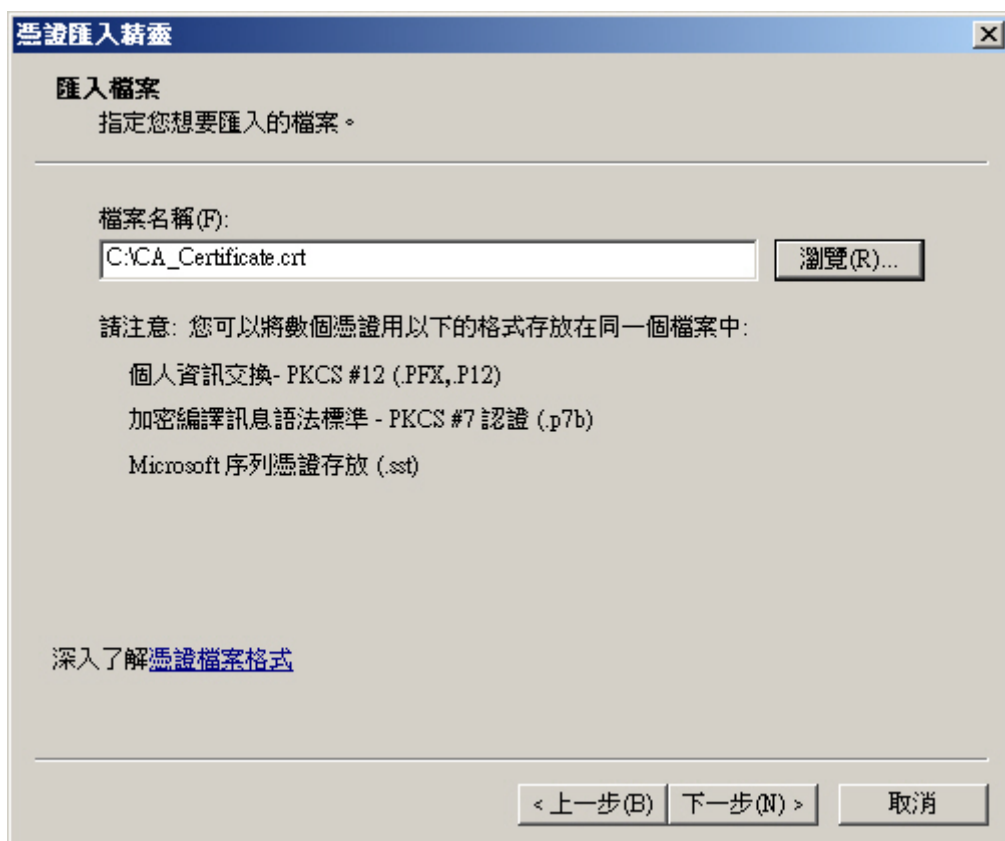 憑證匯入精靈
匯入檔案
指定您想要匯入的檔案。
檔案名稱(F):
C:\CA_Certificate.crt
瀏覽(R)...
請注意: 您可以將數個憑證用以下的格式存放在同一個檔案中:
個人資訊交換- PKCS #12 (.PFX,.P12)
加密編譯訊息語法標準 - PKCS #7 認證 (.p7b)
Microsoft 序列憑證存放 (.sst)
深入了解憑證檔案格式
< 上一步(B)
下一步(N) >
取消